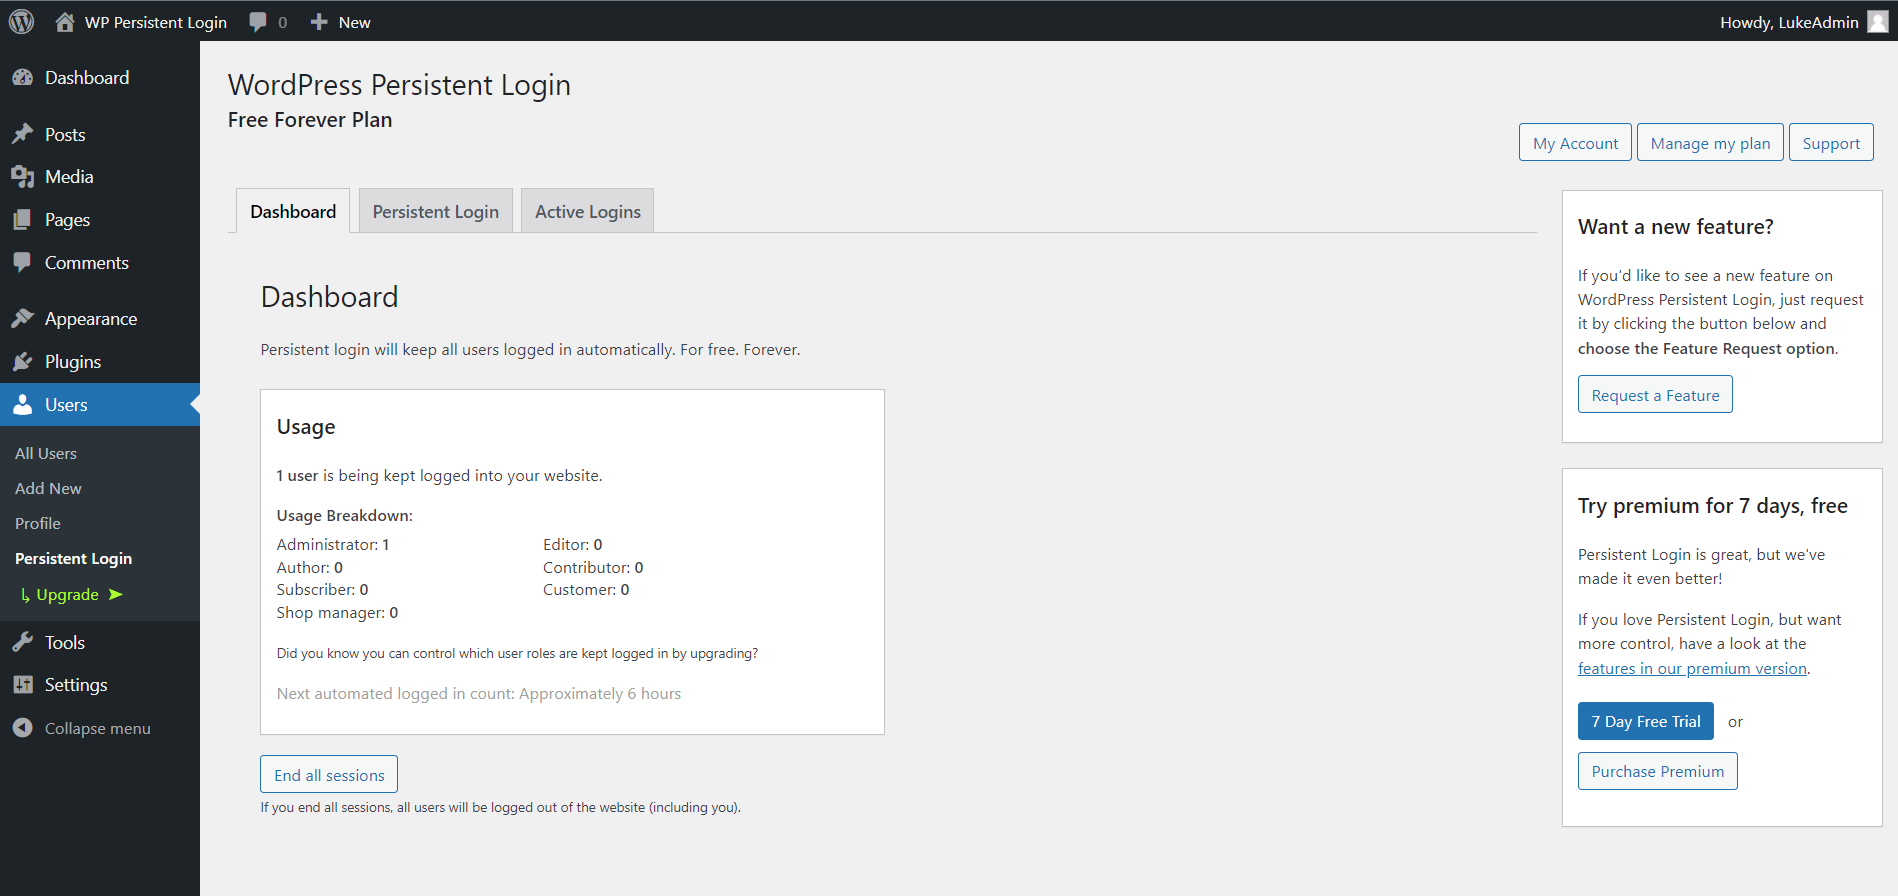 WP Persistent Login
0
New
Howdy, LukeAdmin
Dashboard
Posts
Media
Pages
Comments
Appearance
Plugins
Users
All Users
Add New
Profile
Persistent Login
↳ Upgrade ➤
Tools
Settings
Collapse menu
WordPress Persistent Login
Free Forever Plan
My Account
Manage my plan
Support
Dashboard
Persistent Login
Active Logins
Dashboard
Persistent login will keep all users logged in automatically. For free. Forever.
Usage
1 user is being kept logged into your website.
Usage Breakdown:
Administrator: 1
Editor: 0
Author: 0
Contributor: 0
Subscriber: 0
Customer: 0
Shop manager: 0
Did you know you can control which user roles are kept logged in by upgrading?
Next automated logged in count: Approximately 6 hours
End all sessions
If you end all sessions, all users will be logged out of the website (including you).
Want a new feature?
If you'd like to see a new feature on
WordPress Persistent Login, just request
it by clicking the button below and
choose the Feature Request option.
Request a Feature
Try premium for 7 days, free
Persistent Login is great, but we've
made it even better!
If you love Persistent Login, but want
more control, have a look at the
features in our premium version.
7 Day Free Trial
or
Purchase Premium